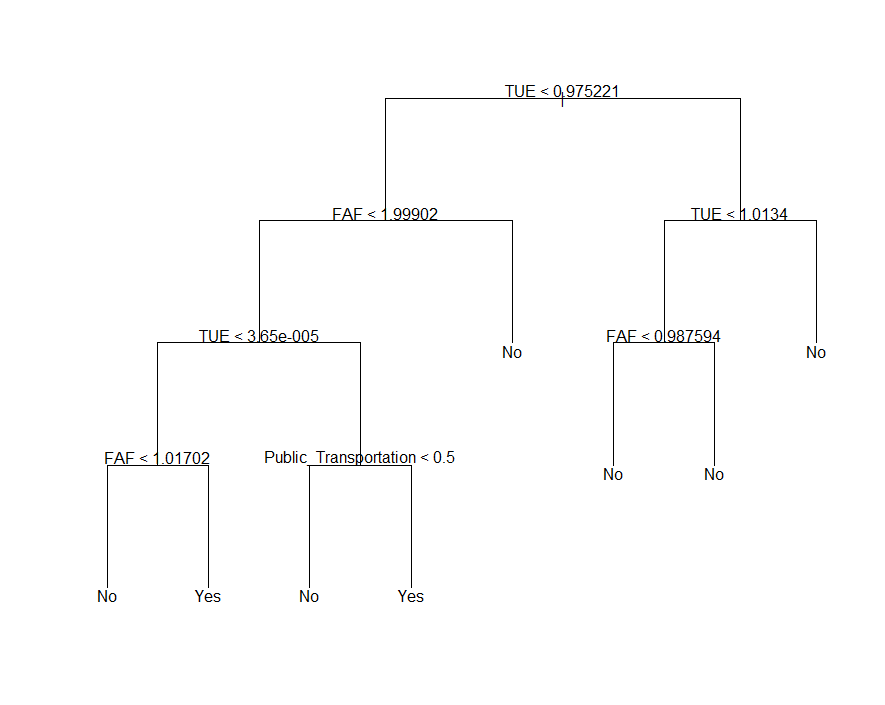 TUE < 0.975221
FAF < 1.99902
TUE < 1.0134
TUE < 3.65e-005
No
FAF < 0.987594
No
FAF < 1.01702
Public_Transportation < 0.5
No
No
No
Yes
No
Yes